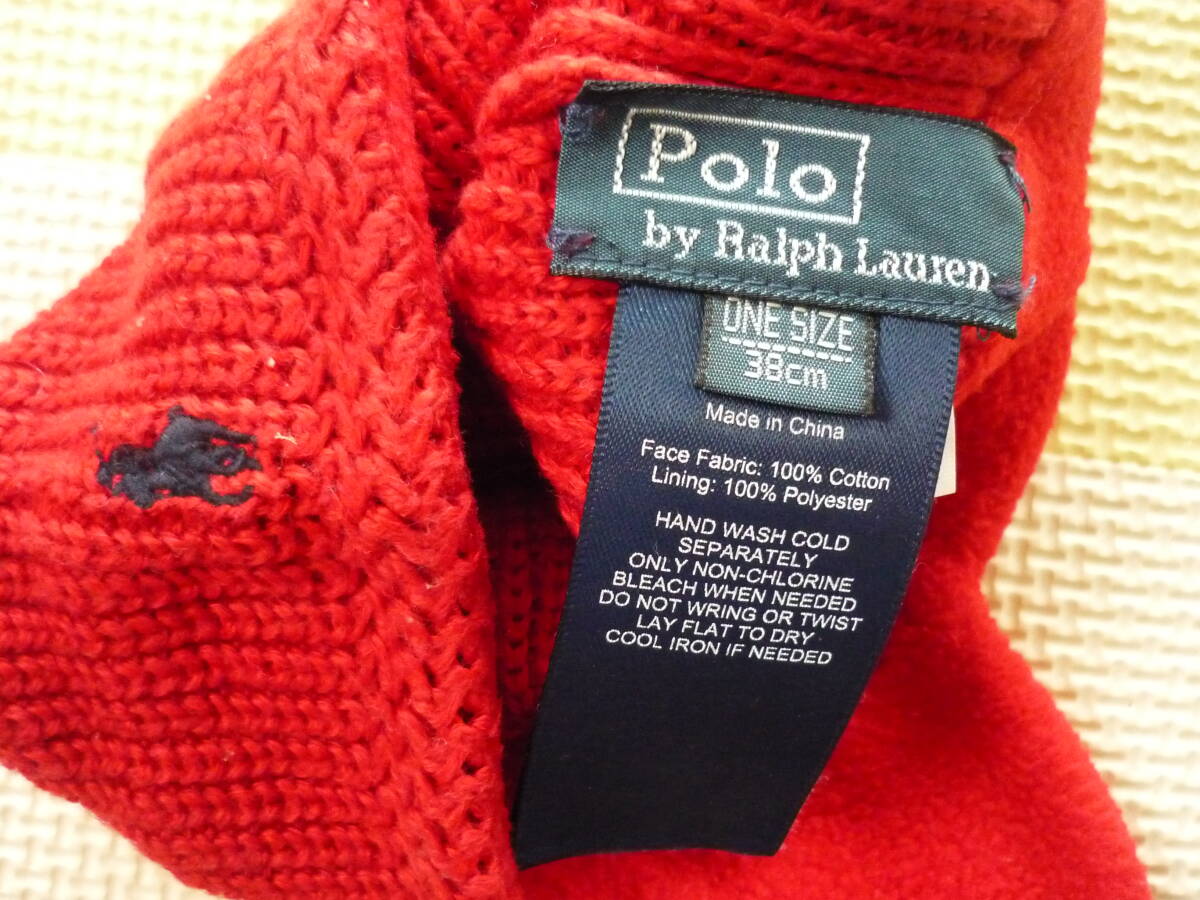 Polo
by Ralph Lauren
ONE SIZE
38cm
Made in China
Face Fabric: 100% Cotton
Lining: 100% Polyester
HAND WASH COLD
SEPARATELY
ONLY NON-CHLORINE
BLEACH WHEN NEEDED
DO NOT WRING OR TWIST
LAY FLAT TO DRY
COOL IRON IF NEEDED